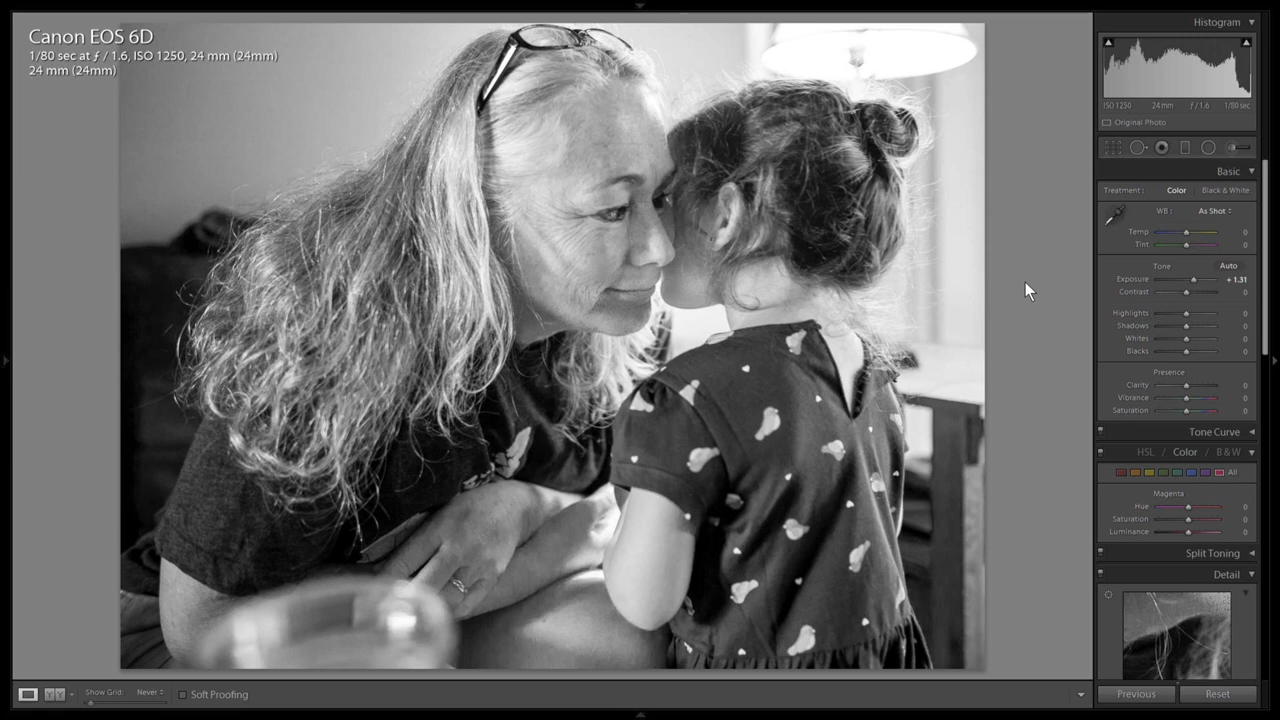 Canon EOS 6D
1/80 sec at ƒ / 1.6, ISO 1250, 24 mm (24mm)
24 mm (24mm)
Histogram
ISO 1250 24 mm ƒ / 1.6 1/80 sec
Original Photo
Basic
Treatment : Color Black & White
WB : As Shot
Temp 0
Tint 0
Tone Auto
Exposure + 1.31
Contrast 0
Highlights 0
Shadows 0
Whites 0
Blacks 0
Presence
Clarity 0
Vibrance 0
Saturation 0
Tone Curve
HSL / Color / B & W
All
Magenta
Hue 0
Saturation 0
Luminance 0
Split Toning
Detail
Previous Reset
Y Y Show Grid: Never Soft Proofing